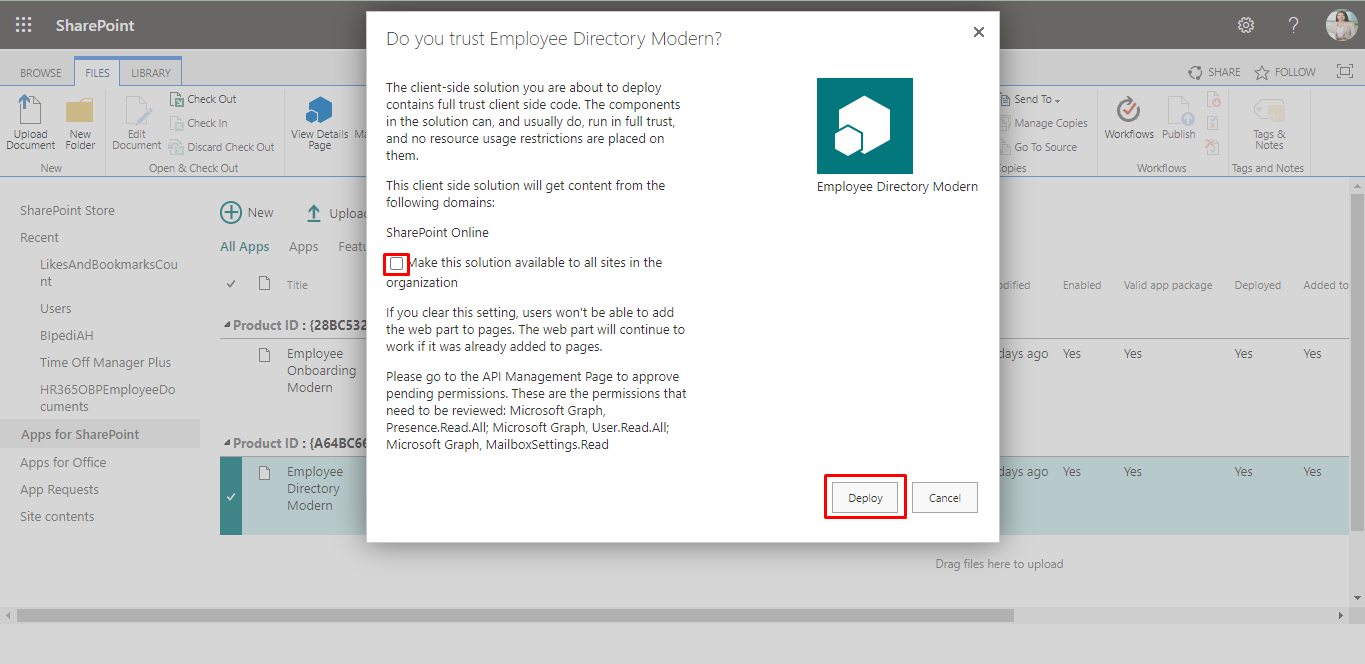 SharePoint
?
Do you trust Employee Directory Modern?
BROWSE
FILES
LIBRARY
SHARE
FOLLOW
Upload
Document
New
Folder
New
Edit
Document
Check Out
Check In
Discard Check Out
Open & Check Out
View Details
Page
Send To
Manage Copies
Go To Source
Workflows
Publish
Workflows
Tags &
Notes
Tags and Notes
The client-side solution you are about to deploy
contains full trust client side code. The components
in the solution can, and usually do, run in full trust,
and no resource usage restrictions are placed on
them.
This client side solution will get content from the
following domains:
SharePoint Online
Make this solution available to all sites in the
organization
If you clear this setting, users won't be able to add
the web part to pages. The web part will continue to
work if it was already added to pages.
Please go to the API Management Page to approve
pending permissions. These are the permissions that
need to be reviewed: Microsoft Graph,
Presence.Read.All; Microsoft Graph, User.Read.All;
Microsoft Graph, MailboxSettings.Read
Employee Directory Modern
Deploy
Cancel
SharePoint Store
Recent
LikesAndBookmarksCou
nt
Users
BIpediAH
Time Off Manager Plus
HR365OBPEmployeeDo
cuments
Apps for SharePoint
Apps for Office
App Requests
Site contents
New
Uploa
All Apps
Apps
Featu
Title
odified
Enabled
Valid app package
Deployed
Added to
Product ID : {28BC532
Employee
Onboarding
Modern
days ago
Yes
Yes
Yes
Yes
Product ID : {A64BC66
Employee
Directory
Modern
days ago
Yes
Yes
Yes
Yes
Drag files here to upload